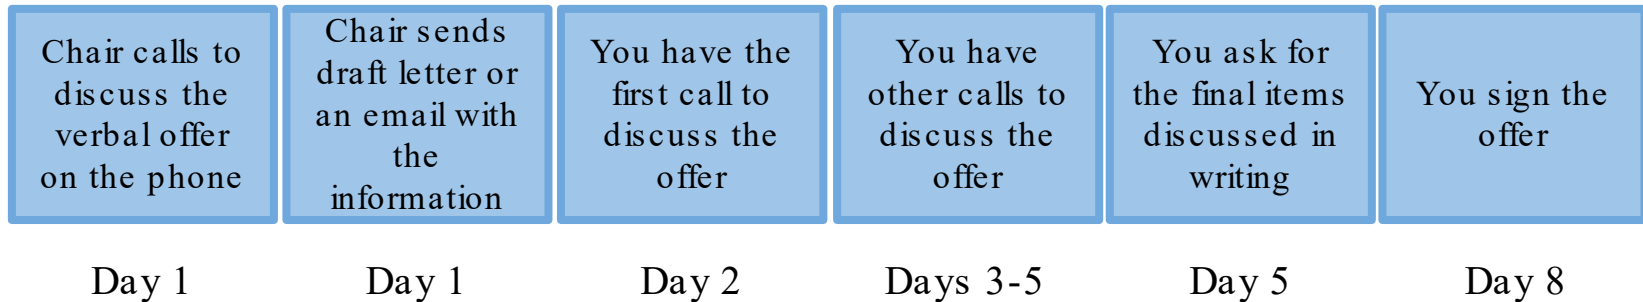 Chair calls to
discuss the
verbal offer
on the phone
Chair sends
draft letter or
an email with
the
information
You have the
first call to
discuss the
offer
You have
other calls to
discuss the
offer
You ask for
the final items
discussed in
writing
You sign the
offer
Day 1
Day 1
Day 2
Days 3-5
Day 5
Day 8